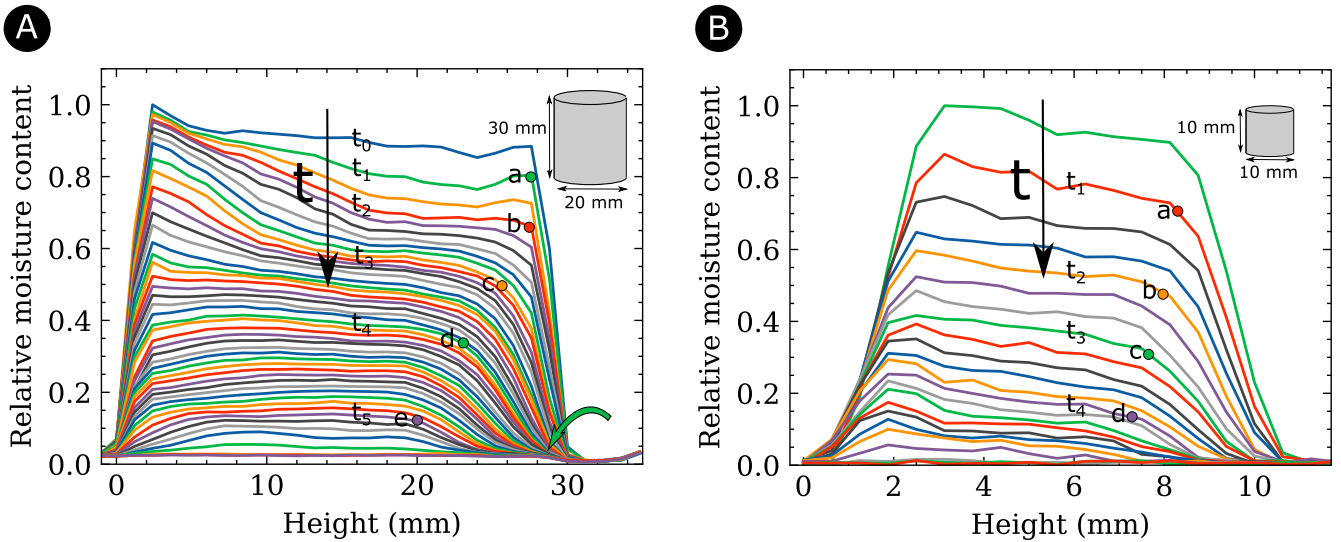 A
Relative moisture content
1.0
0.8
0.6
0.4
0.2
0.0
0
10
20
30
Height (mm)
t
t₀
t₁
t₂
t₃
t₄
t₅
a
b
c
d
e
30 mm
20 mm
B
Relative moisture content
1.0
0.8
0.6
0.4
0.2
0.0
0
2
4
6
8
10
Height (mm)
t
t₁
t₂
t₃
t₄
a
b
c
d
10 mm
10 mm